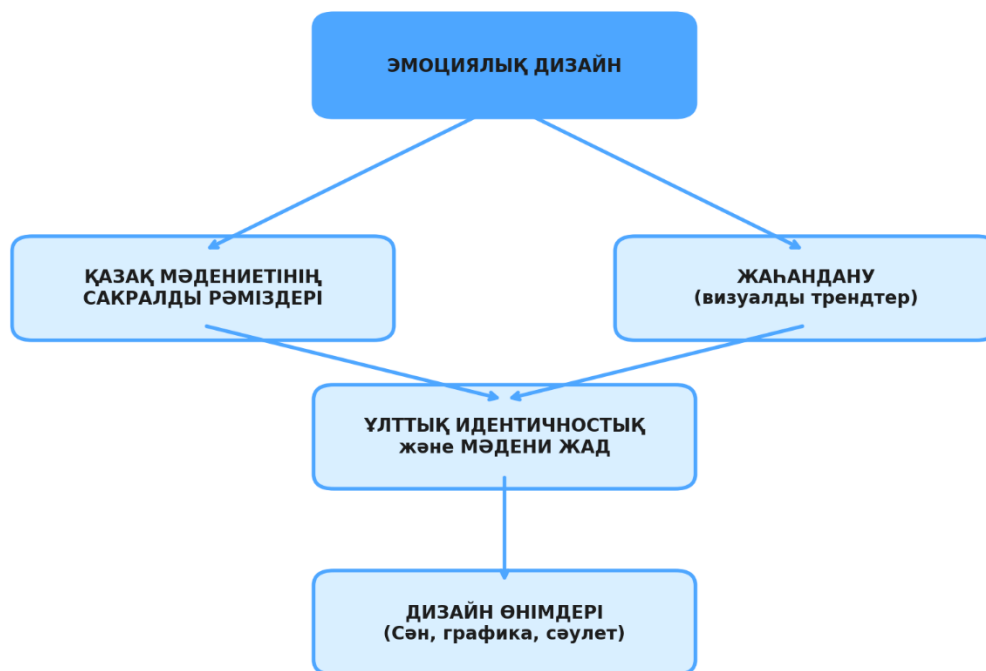 ЭМОЦИЯЛЫҚ ДИЗАЙН
ҚАЗАҚ МӘДЕНИЕТІНІҢ
САКРАЛДЫ РӘМІЗДЕРІ
ЖАҺАНДАНУ
(визуалды трендтер)
ҰЛТТЫҚ ИДЕНТИЧНОСТЫҚ
және МӘДЕНИ ЖАД
ДИЗАЙН ӨНІМДЕРІ
(Сән, графика, сәулет)